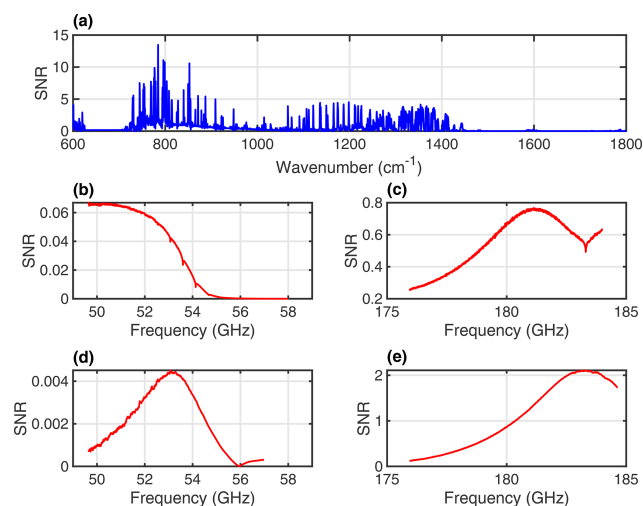 (a)
15
10
5
0
SNR
600 800 1000 1200 1400 1600 1800
Wavenumber (cm⁻¹)
(b)
0.06
0.04
0.02
0
SNR
50 52 54 56 58
Frequency (GHz)
(c)
0.8
0.6
0.4
0.2
SNR
175 180 185
Frequency (GHz)
(d)
0.004
0.002
0
SNR
50 52 54 56 58
Frequency (GHz)
(e)
2
1
0
SNR
175 180 185
Frequency (GHz)